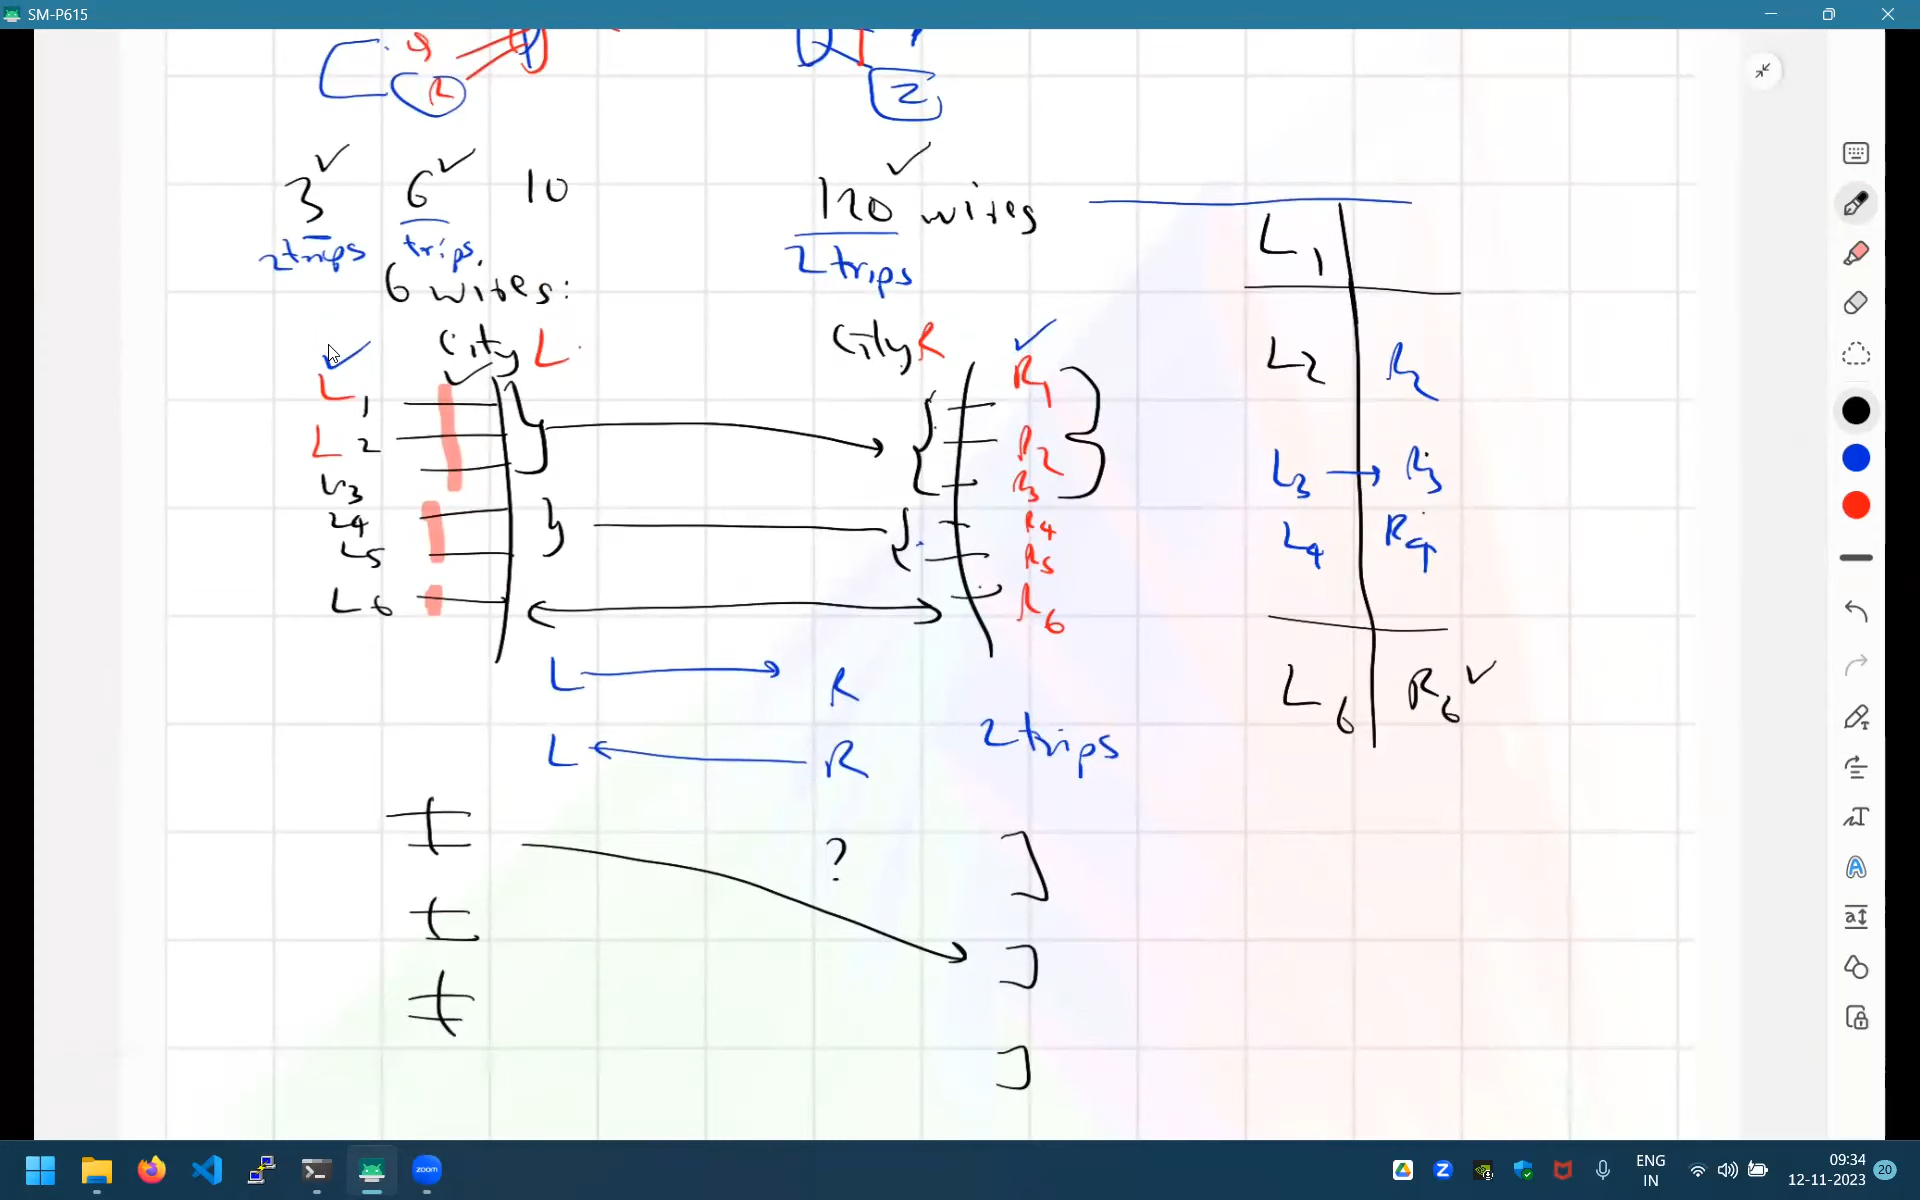 SM-P615
R
2
3 6 10 120 wires
2 trips trips 2 trips
6 wires:
City L City R
L1 R1
L2 R2
L3 R3
L4 R4
L5 R5
L6 R6
L R
L R 2 trips
?
L1
L2 R2
L3 → R3
L4 R4
L6 R6 ✓
zoom
ENG
IN
09:34
12-11-2023
20